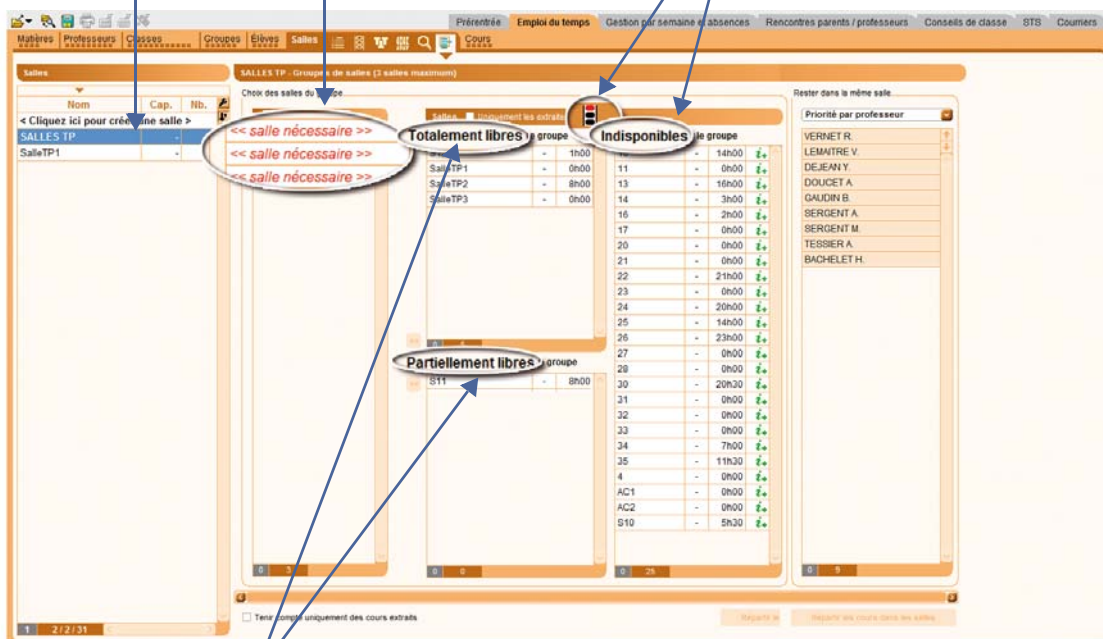 Prérentrée Emploi du temps Gestion par semaine et absences Rencontres parents / professeurs Conseils de classe STS Courriers
Matières Professeurs Classes Groupes Élèves Salles Cours
Salles
Nom Cap. Nb.
< Cliquez ici pour créer une salle >
SALLES TP -
SalleTP1 -
1 2/2/31
SALLES TP - Groupes de salles (3 salles maximum)
Choix des salles du groupe
<< salle nécessaire >>
<< salle nécessaire >>
<< salle nécessaire >>
0 3
Salles Uniquement les extraits
Totalement libres groupe
- 1h00
SalleTP1 - 0h00
SalleTP2 - 8h00
SalleTP3 - 0h00
Partiellement libres groupe
S11 - 8h00
0 0
Indisponibles le groupe
- 14h00
11 - 0h00
13 - 16h00
14 - 3h00
16 - 2h00
17 - 0h00
20 - 0h00
21 - 0h00
22 - 21h00
23 - 0h00
24 - 20h00
25 - 14h00
26 - 23h00
27 - 0h00
29 - 0h00
30 - 20h30
31 - 0h00
32 - 0h00
33 - 0h00
34 - 7h00
35 - 11h30
4 - 0h00
AC1 - 0h00
AC2 - 0h00
S10 - 5h30
0 25
Rester dans la même salle
Priorité par professeur
VERNET R.
LEMAITRE V.
DEJEAN Y.
DOUCET A.
GAUDIN B.
SERGENT A.
SERGENT M.
TESSIER A.
BACHELET H.
0 9
Tenir compte uniquement des cours extraits
Répartir les cours dans les salles